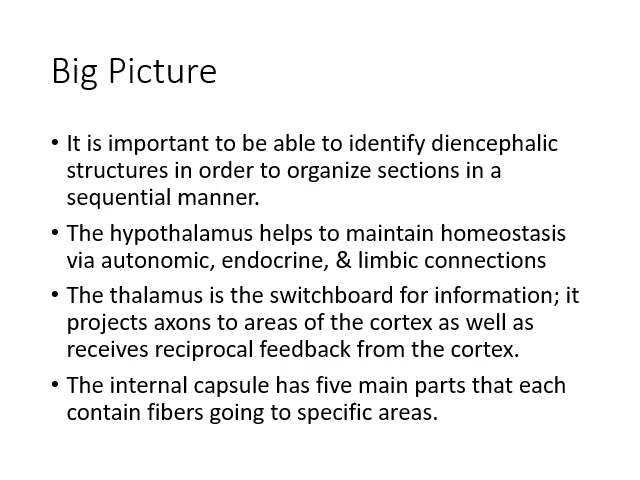 Big Picture
• It is important to be able to identify diencephalic
structures in order to organize sections in a
sequential manner.
• The hypothalamus helps to maintain homeostasis
via autonomic, endocrine, & limbic connections
• The thalamus is the switchboard for information; it
projects axons to areas of the cortex as well as
receives reciprocal feedback from the cortex.
• The internal capsule has five main parts that each
contain fibers going to specific areas.